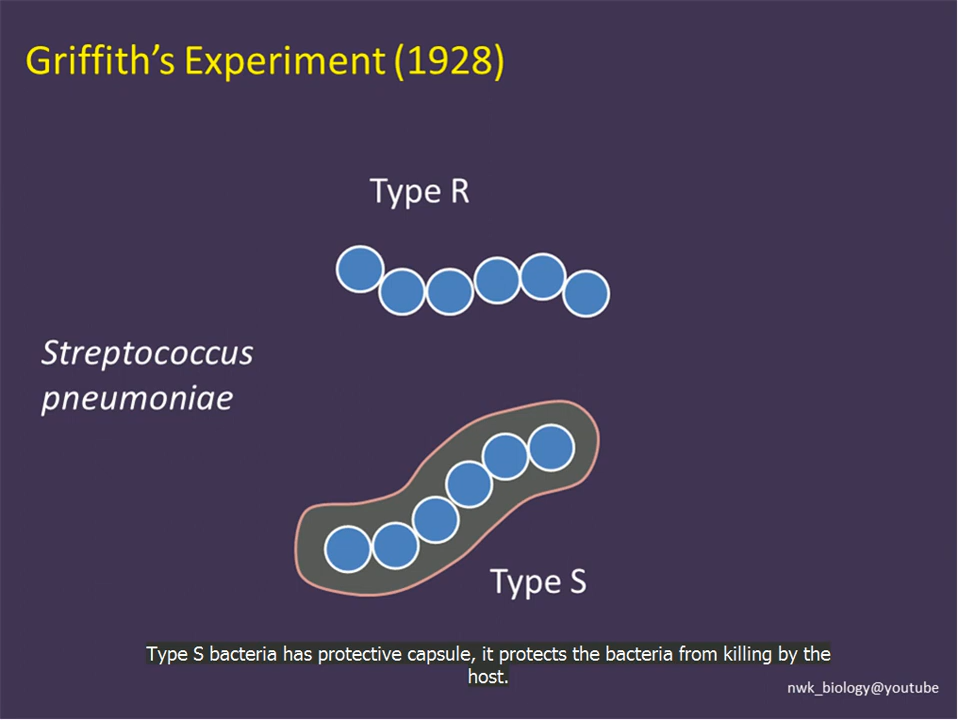 Griffith's Experiment (1928)
Type R
Streptococcus
pneumoniae
Type S
Type S bacteria has protective capsule, it protects the bacteria from killing by the
host.
nwk_biology@youtube